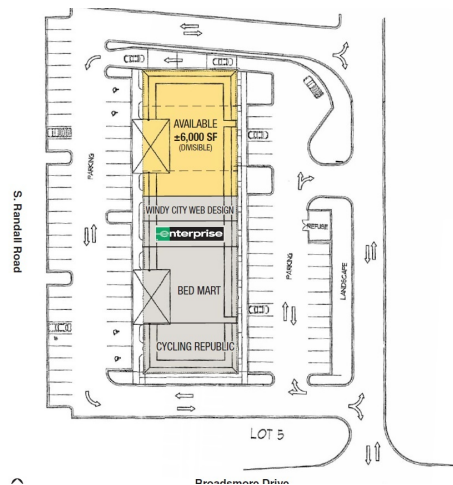 AVAILABLE
±6,000 SF
(DIVISIBLE)
PARKING
S. Randall Road
WINDY CITY WEB DESIGN
enterprise
REFUSE
PARKING
LANDSCAPE
BED MART
CYCLING REPUBLIC
LOT 5
Broadsmore Drive